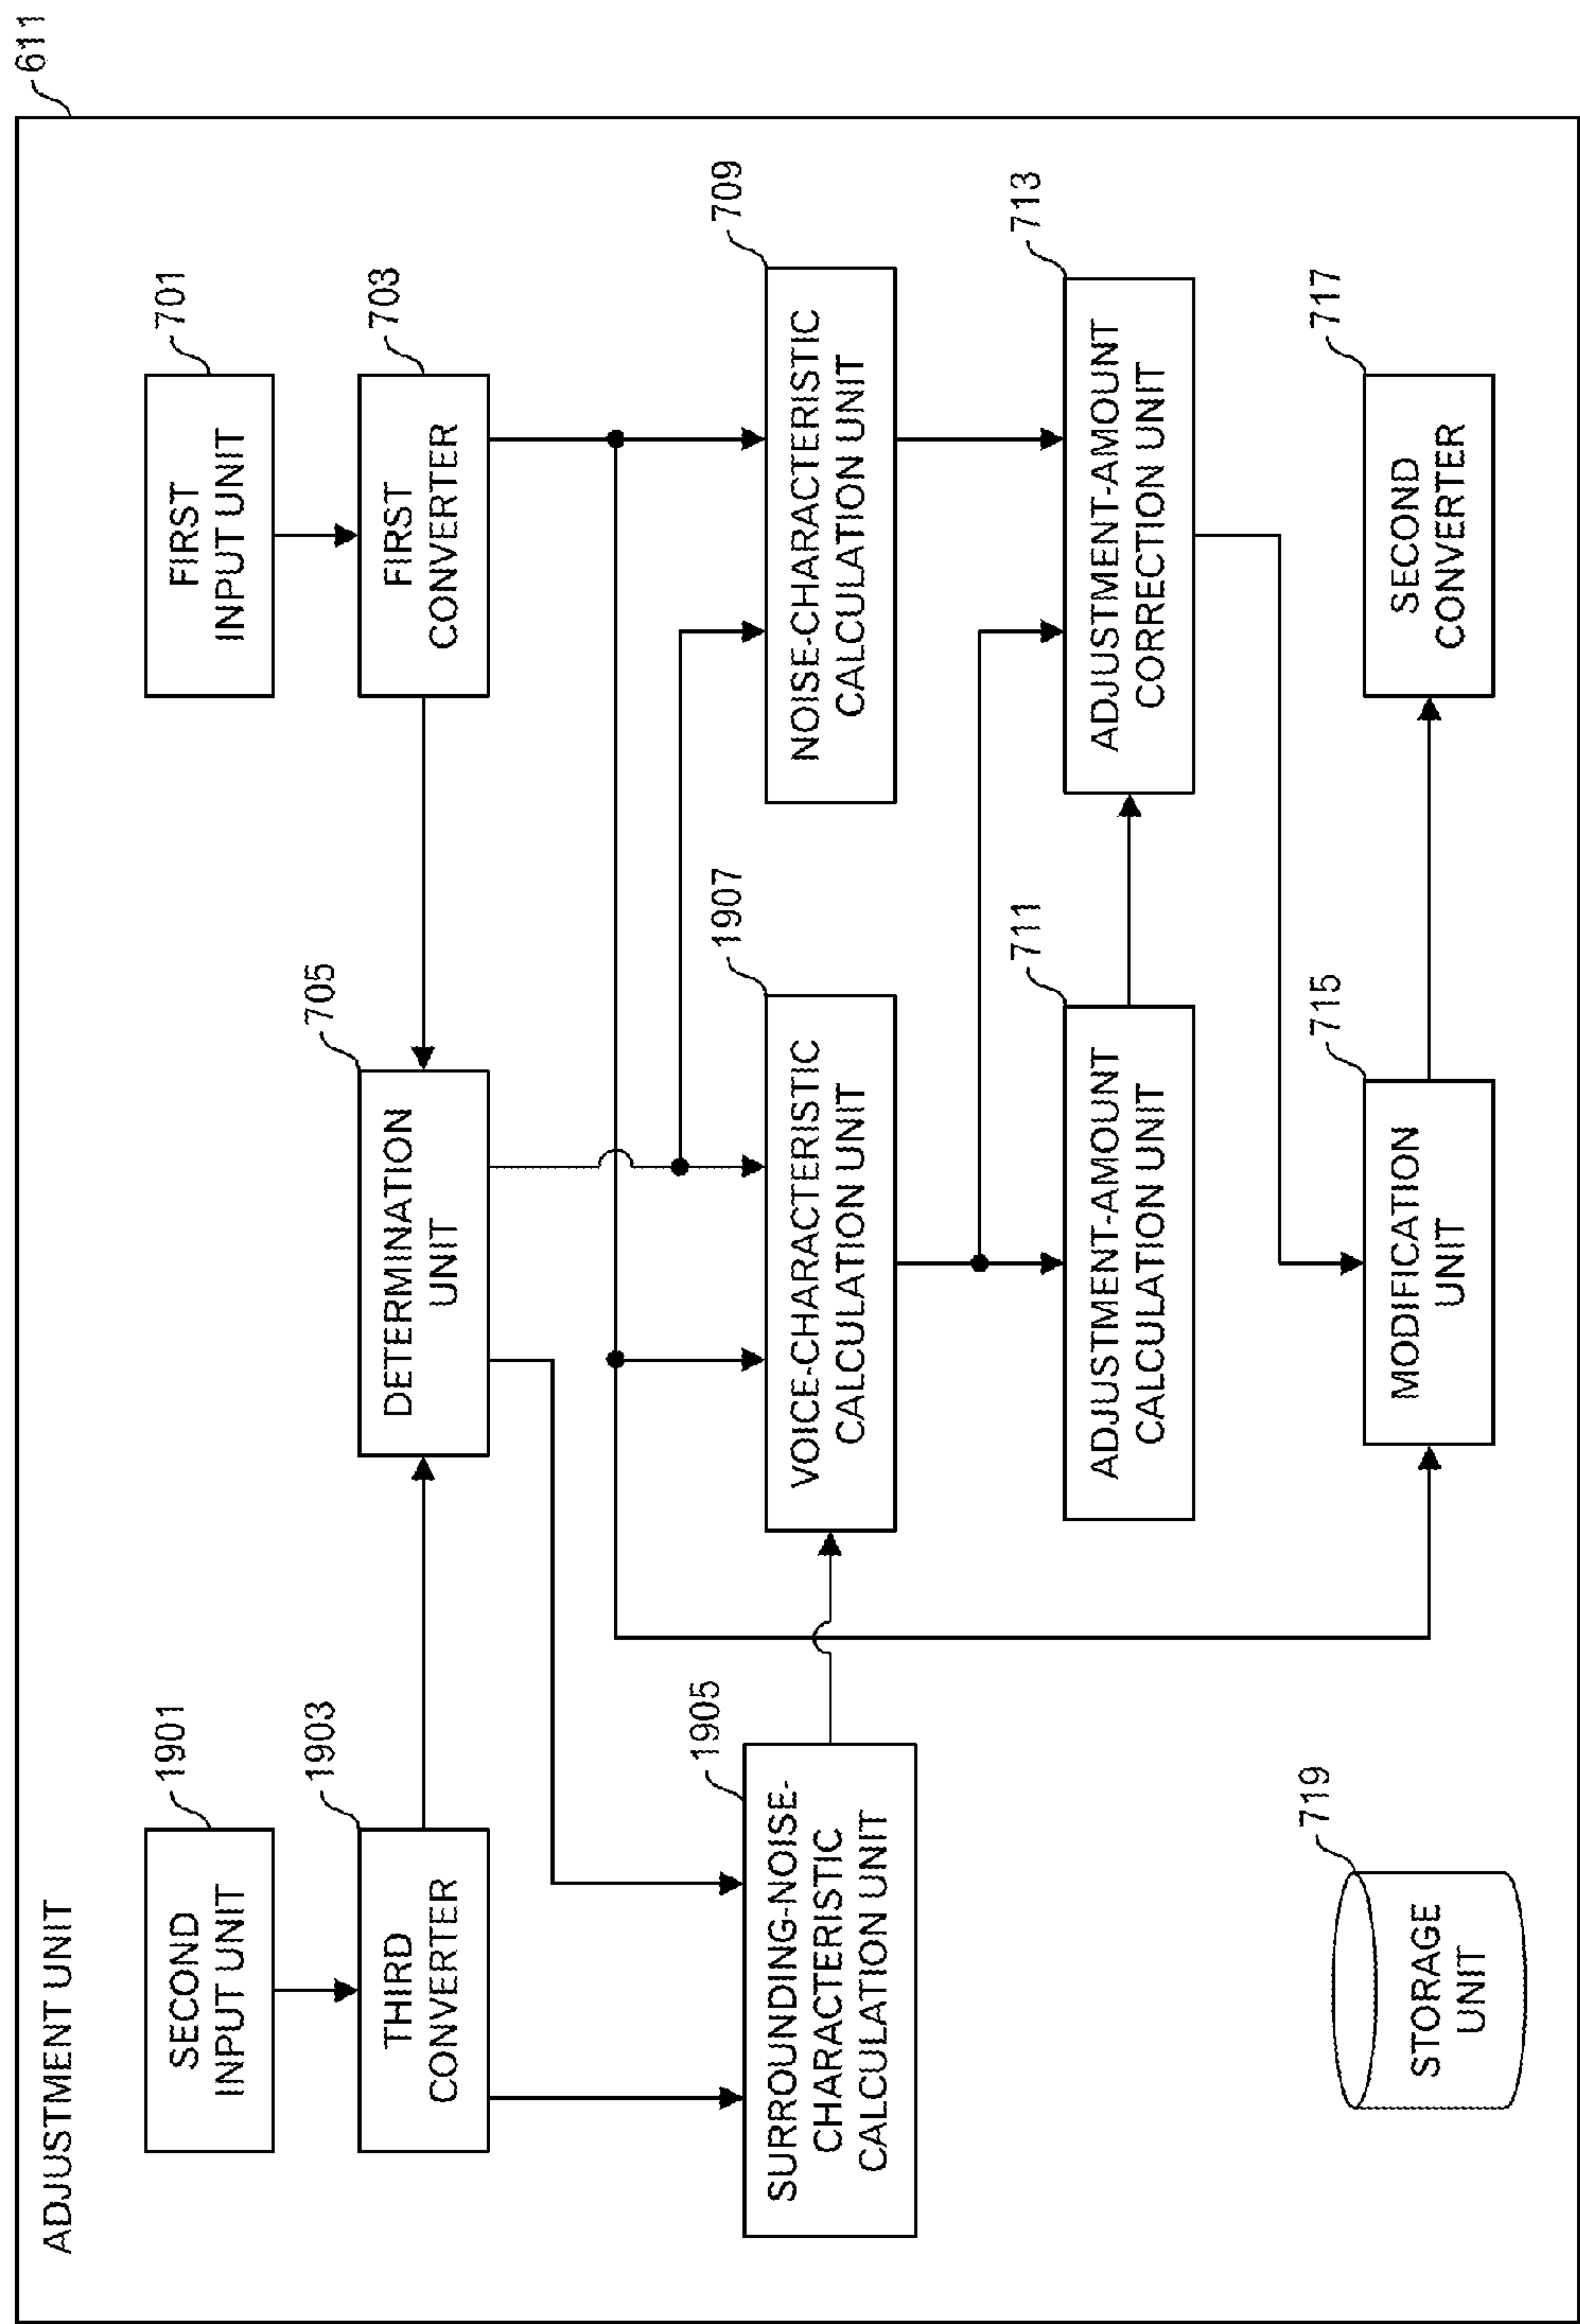 611
ADJUSTMENT UNIT
1901
SECOND
INPUT UNIT
701
FIRST
INPUT UNIT
1903
THIRD
CONVERTER
705
DETERMINATION
UNIT
703
FIRST
CONVERTER
1905
SURROUNDING-NOISE-
CHARACTERISTIC
CALCULATION UNIT
1907
VOICE-CHARACTERISTIC
CALCULATION UNIT
709
NOISE-CHARACTERISTIC
CALCULATION UNIT
711
ADJUSTMENT-AMOUNT
CALCULATION UNIT
713
ADJUSTMENT-AMOUNT
CORRECTION UNIT
719
STORAGE
UNIT
715
MODIFICATION
UNIT
717
SECOND
CONVERTER